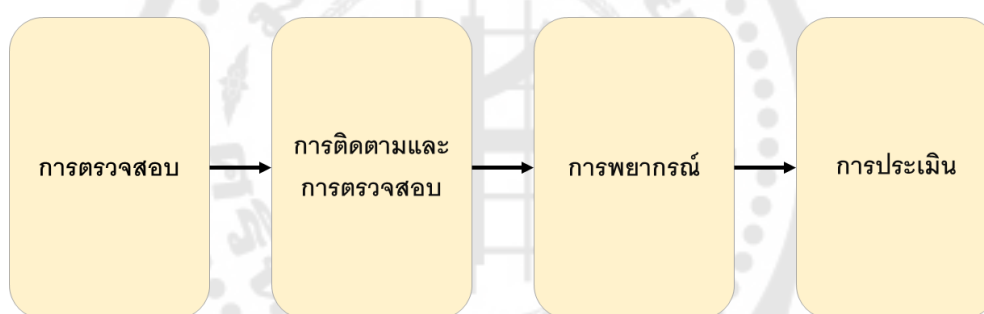 การตรวจสอบ
การติดตามและ
การตรวจสอบ
การพยากรณ์
การประเมิน